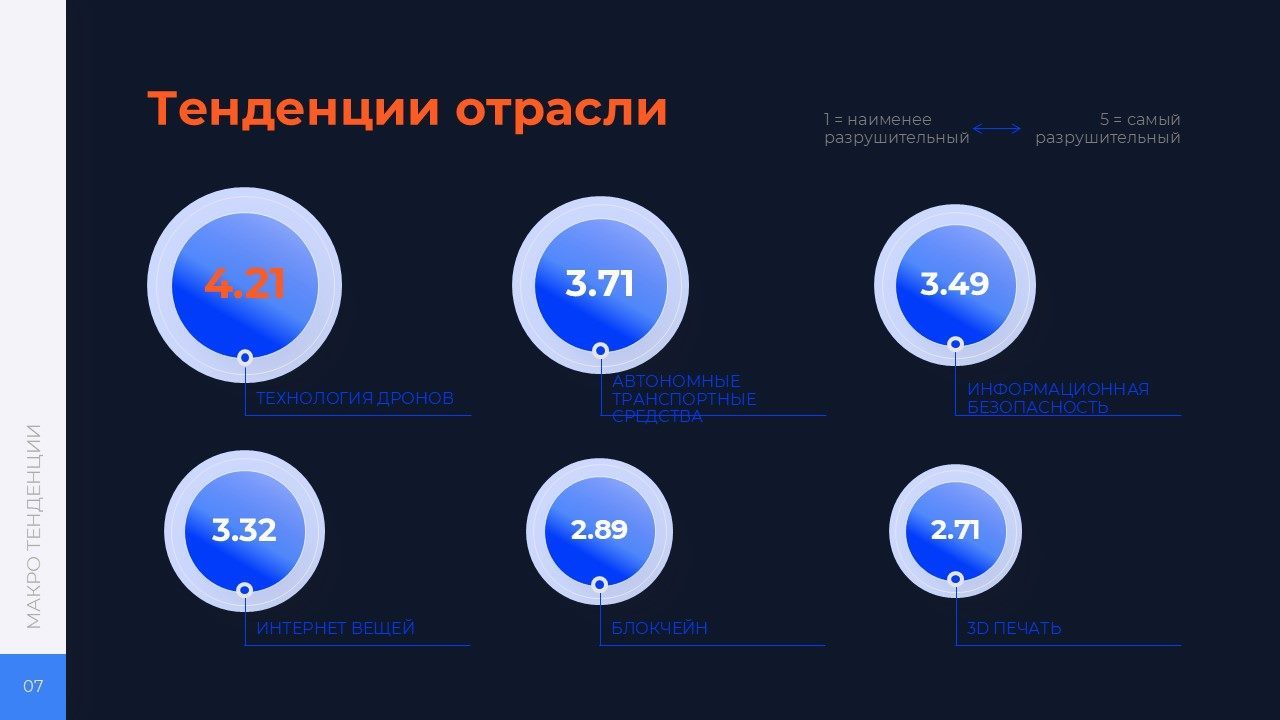 Тенденции отрасли
1 = наименее
разрушительный
5 = самый
разрушительный
4.21
3.71
3.49
ТЕХНОЛОГИЯ ДРОНОВ
АВТОНОМНЫЕ
ТРАНСПОРТНЫЕ
СРЕДСТВА
ИНФОРМАЦИОННАЯ
БЕЗОПАСНОСТЬ
3.32
2.89
2.71
ИНТЕРНЕТ ВЕЩЕЙ
БЛОКЧЕЙН
3D ПЕЧАТЬ
МАКРО ТЕНДЕНЦИИ
07